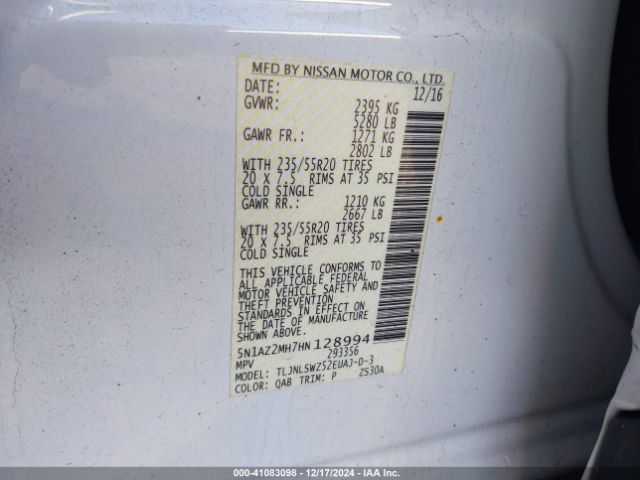 MFD BY NISSAN MOTOR CO., LTD.
DATE: 12/16
GVWR: 2395 KG
5280 LB
GAWR FR.: 1271 KG
2802 LB
WITH 235/55R20 TIRES
20 X 7.5 RIMS AT 35 PSI
COLD SINGLE
GAWR RR.: 1210 KG
2667 LB
WITH 235/55R20 TIRES
20 X 7.5 RIMS AT 35 PSI
COLD SINGLE
THIS VEHICLE CONFORMS TO
ALL APPLICABLE FEDERAL
MOTOR VEHICLE SAFETY AND
THEFT PREVENTION
STANDARDS IN EFFECT ON
THE DATE OF MANUFACTURE
SHOWN ABOVE.
5N1AZ2MH7HN128994
MPV 293356
MODEL: TLJNLSWZ52EUAJ-D-3
COLOR: QAB TRIM: P ZS30A
000-41083098 - 12/17/2024 - IAA Inc.